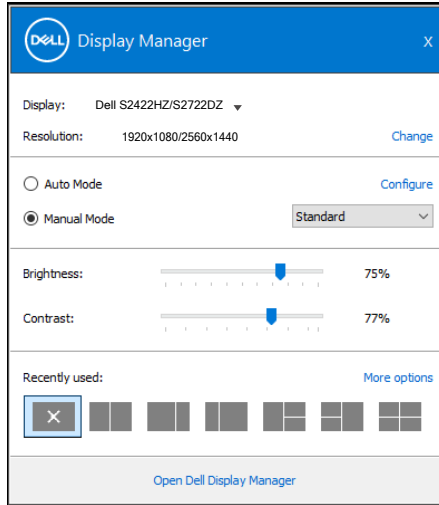 DELL Display Manager X
Display: Dell S2422HZ/S2722DZ
Resolution: 1920x1080/2560x1440 Change
Auto Mode Configure
Manual Mode Standard
Brightness: 75%
Contrast: 77%
Recently used: More options
Open Dell Display Manager